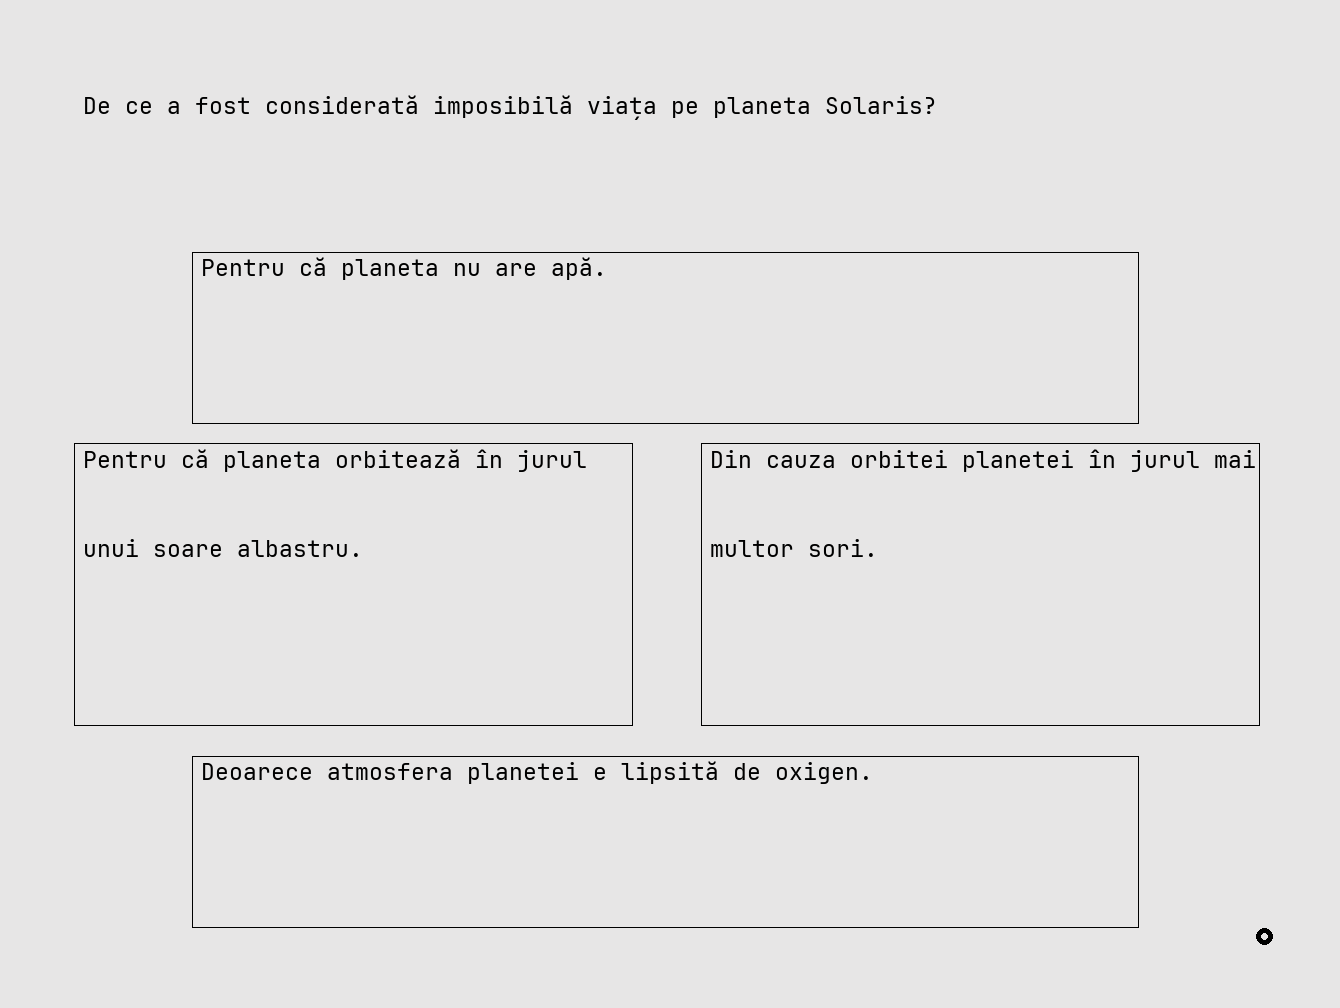 De ce a fost considerată imposibilă viața pe planeta Solaris?
Pentru că planeta nu are apă.
Pentru că planeta orbitează în jurul
unui soare albastru.
Din cauza orbitei planetei în jurul mai
multor sori.
Deoarece atmosfera planetei e lipsită de oxigen.